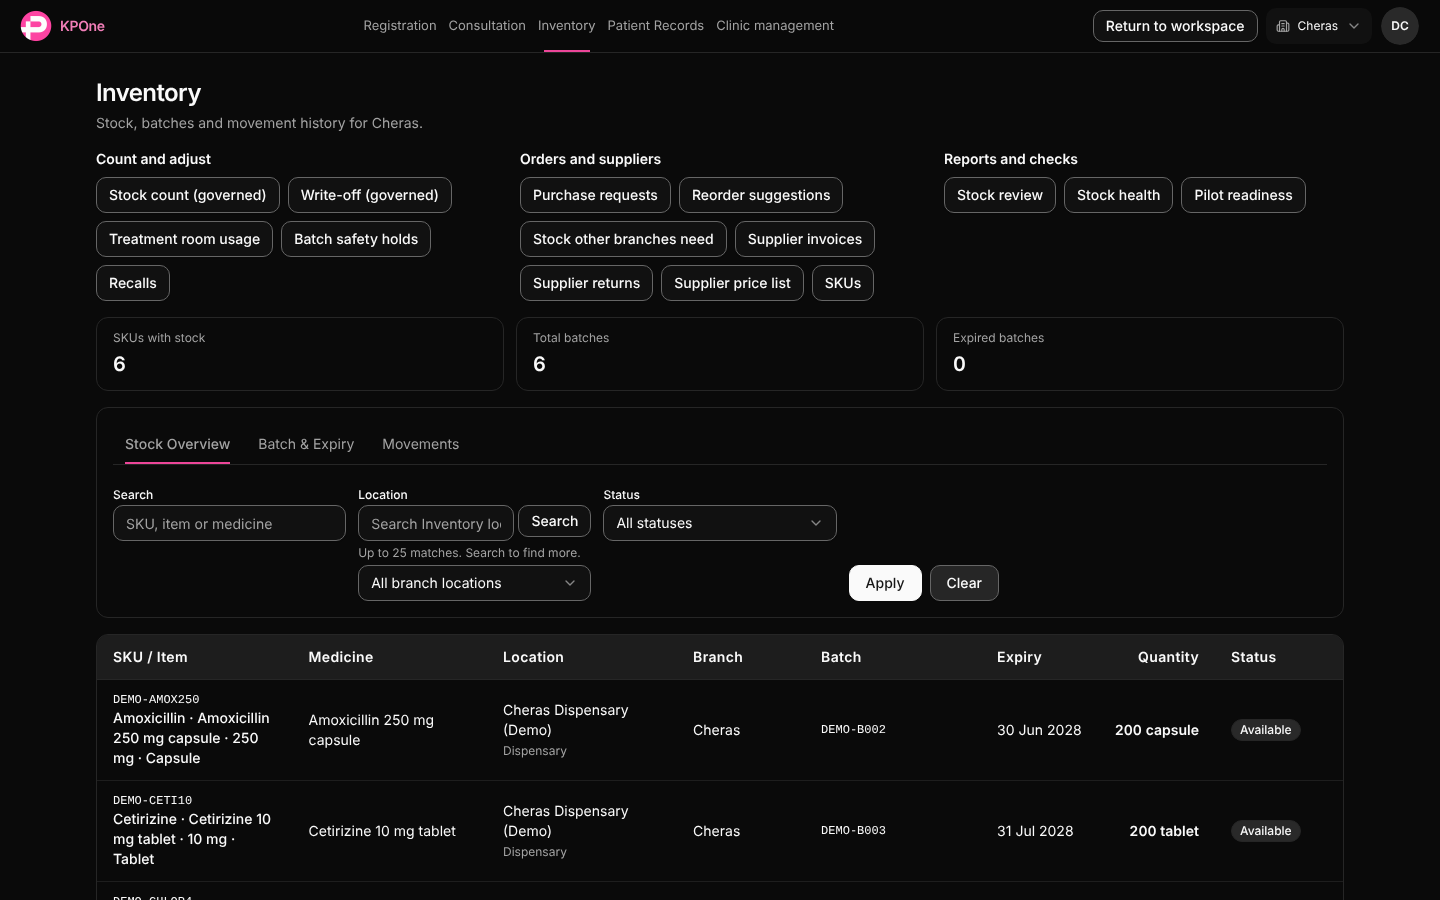 KPOne
Registration Consultation Inventory Patient Records Clinic management
Return to workspace
Cheras
DC
Inventory
Stock, batches and movement history for Cheras.
Count and adjust
Stock count (governed) Write-off (governed)
Treatment room usage Batch safety holds
Recalls
Orders and suppliers
Purchase requests Reorder suggestions
Stock other branches need Supplier invoices
Supplier returns Supplier price list SKUs
Reports and checks
Stock review Stock health Pilot readiness
SKUs with stock
6
Total batches
6
Expired batches
0
Stock Overview Batch & Expiry Movements
Search
SKU, item or medicine
Location
Search Inventory lo
Search
Up to 25 matches. Search to find more.
All branch locations
Status
All statuses
Apply Clear
SKU / Item Medicine Location Branch Batch Expiry Quantity Status
DEMO-AMOX250
Amoxicillin · Amoxicillin
250 mg capsule · 250
mg · Capsule
Amoxicillin 250 mg
capsule
Cheras Dispensary
(Demo)
Dispensary
Cheras
DEMO-B002
30 Jun 2028
200 capsule
Available
DEMO-CETI10
Cetirizine · Cetirizine 10
mg tablet · 10 mg ·
Tablet
Cetirizine 10 mg tablet
Cheras Dispensary
(Demo)
Dispensary
Cheras
DEMO-B003
31 Jul 2028
200 tablet
Available